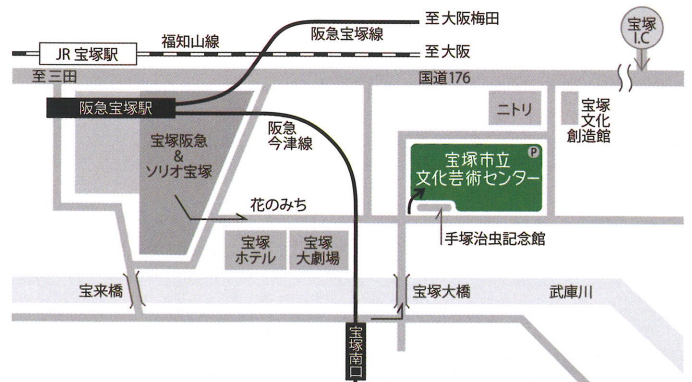 至大阪梅田
阪急宝塚線
宝塚
I.C
福知山線
JR 宝塚駅
至大阪
至三田
国道176
阪急宝塚駅
ニトリ
宝塚
文化
創造館
阪急
今津線
宝塚阪急
&
ソリオ宝塚
P
宝塚市立
文化芸術センター
花のみち
手塚治虫記念館
宝塚
ホテル
宝塚
大劇場
宝来橋
宝塚大橋
武庫川
宝塚南口